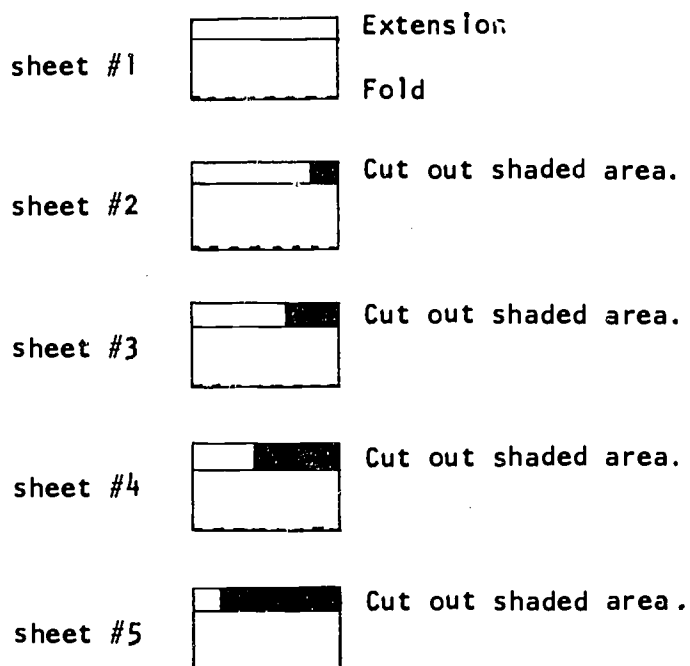 Extension
sheet #1
Fold
Cut out shaded area.
sheet #2
Cut out shaded area.
sheet #3
Cut out shaded area.
sheet #4
Cut out shaded area.
sheet #5